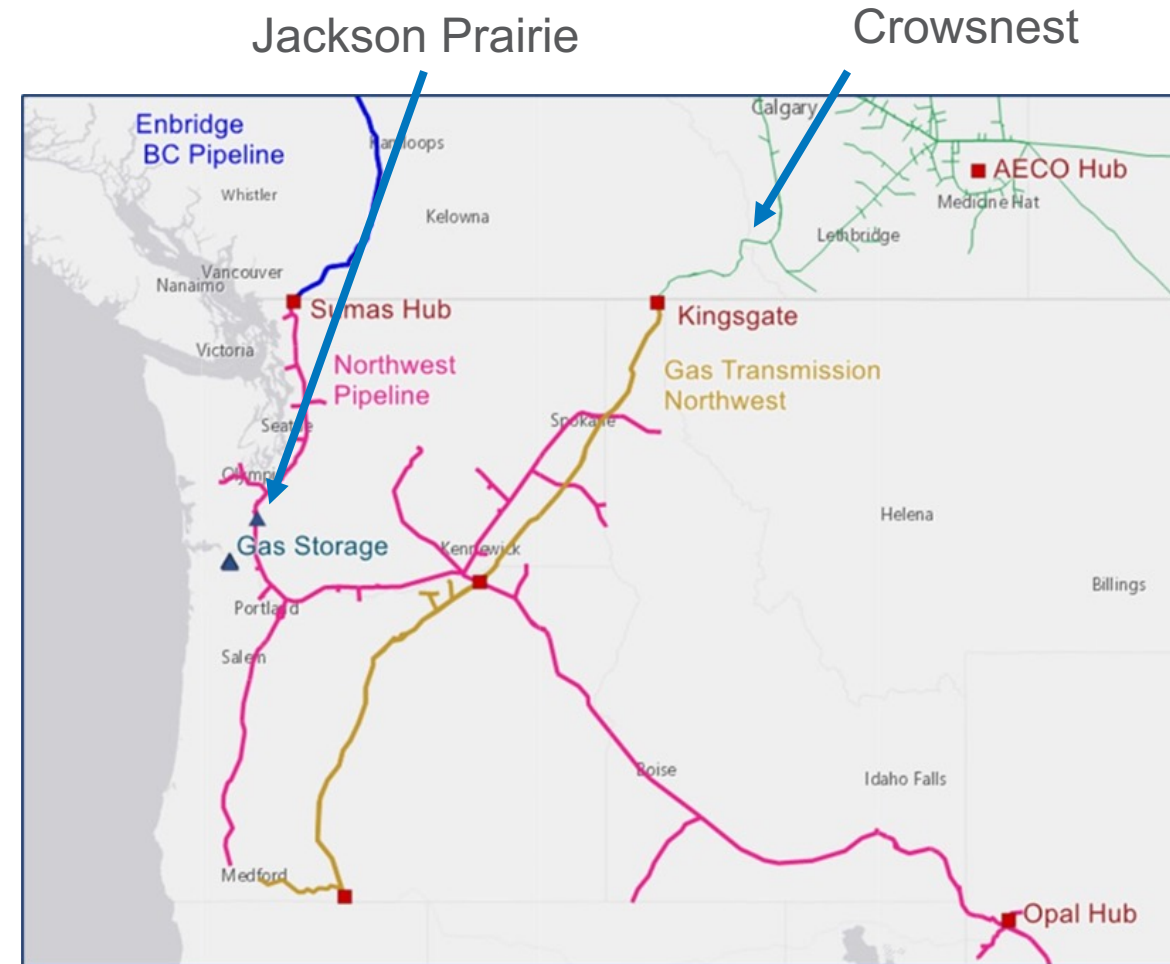 Jackson Prairie
Crowsnest
Calgary
Enbridge
BC Pipeline
Kamloops
AECO Hub
Whistler
Medicine Hat
Kelowna
Lethbridge
Vancouver
Nanaimo
Sumas Hub
Kingsgate
Victoria
Northwest
Pipeline
Gas Transmission
Northwest
Spokane
Seattle
Olympia
Helena
Gas Storage
Kennewick
Billings
Portland
Salem
Boise
Idaho Falls
Medford
Opal Hub